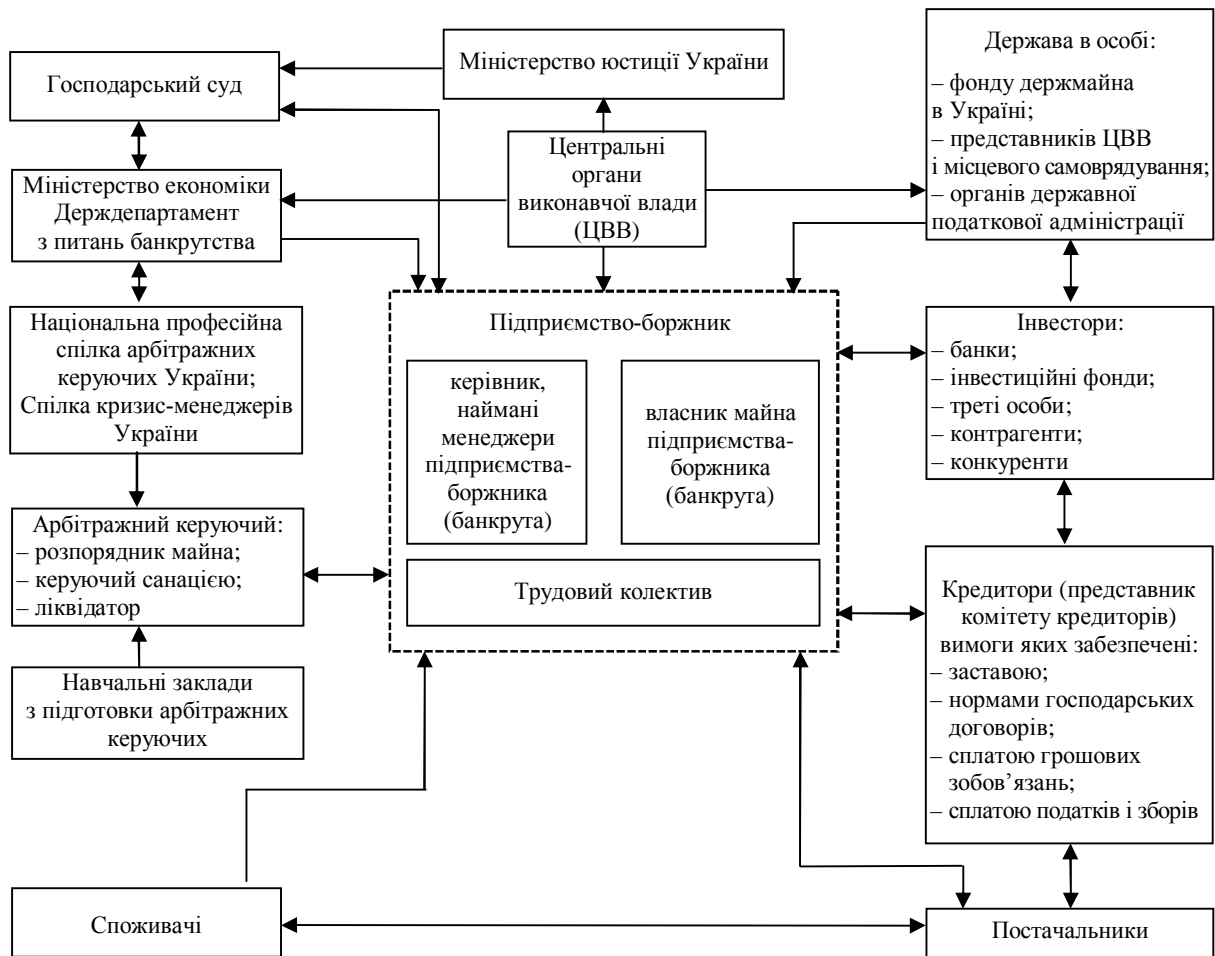 Господарський суд
Міністерство юстиції України
Держава в особі:
– фонду держмайна
в Україні;
– представників ЦВВ
і місцевого самоврядування;
– органів державної
податкової адміністрації
Центральні
органи
виконавчої влади
(ЦВВ)
Міністерство економіки
Держдепартамент
з питань банкрутства
Національна професійна
спілка арбітражних
керуючих України;
Спілка кризис-менеджерів
України
Підприємство-боржник
керівник,
наймані
менеджери
підприємства-
боржника
(банкрута)
власник майна
підприємства-
боржника
(банкрута)
Трудовий колектив
Інвестори:
– банки;
– інвестиційні фонди;
– треті особи;
– контрагенти;
– конкуренти
Арбітражний керуючий:
– розпорядник майна;
– керуючий санацією;
– ліквідатор
Кредитори (представник
комітету кредиторів)
вимоги яких забезпечені:
– заставою;
– нормами господарських
договорів;
– сплатою грошових
зобов’язань;
– сплатою податків і зборів
Навчальні заклади
з підготовки арбітражних
керуючих
Споживачі
Постачальники